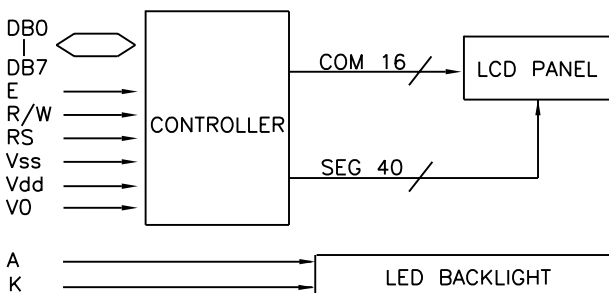 DB0
DB7
E
R/W
RS
Vss
Vdd
V0
CONTROLLER
COM 16
SEG 40
LCD PANEL
A
K
LED BACKLIGHT